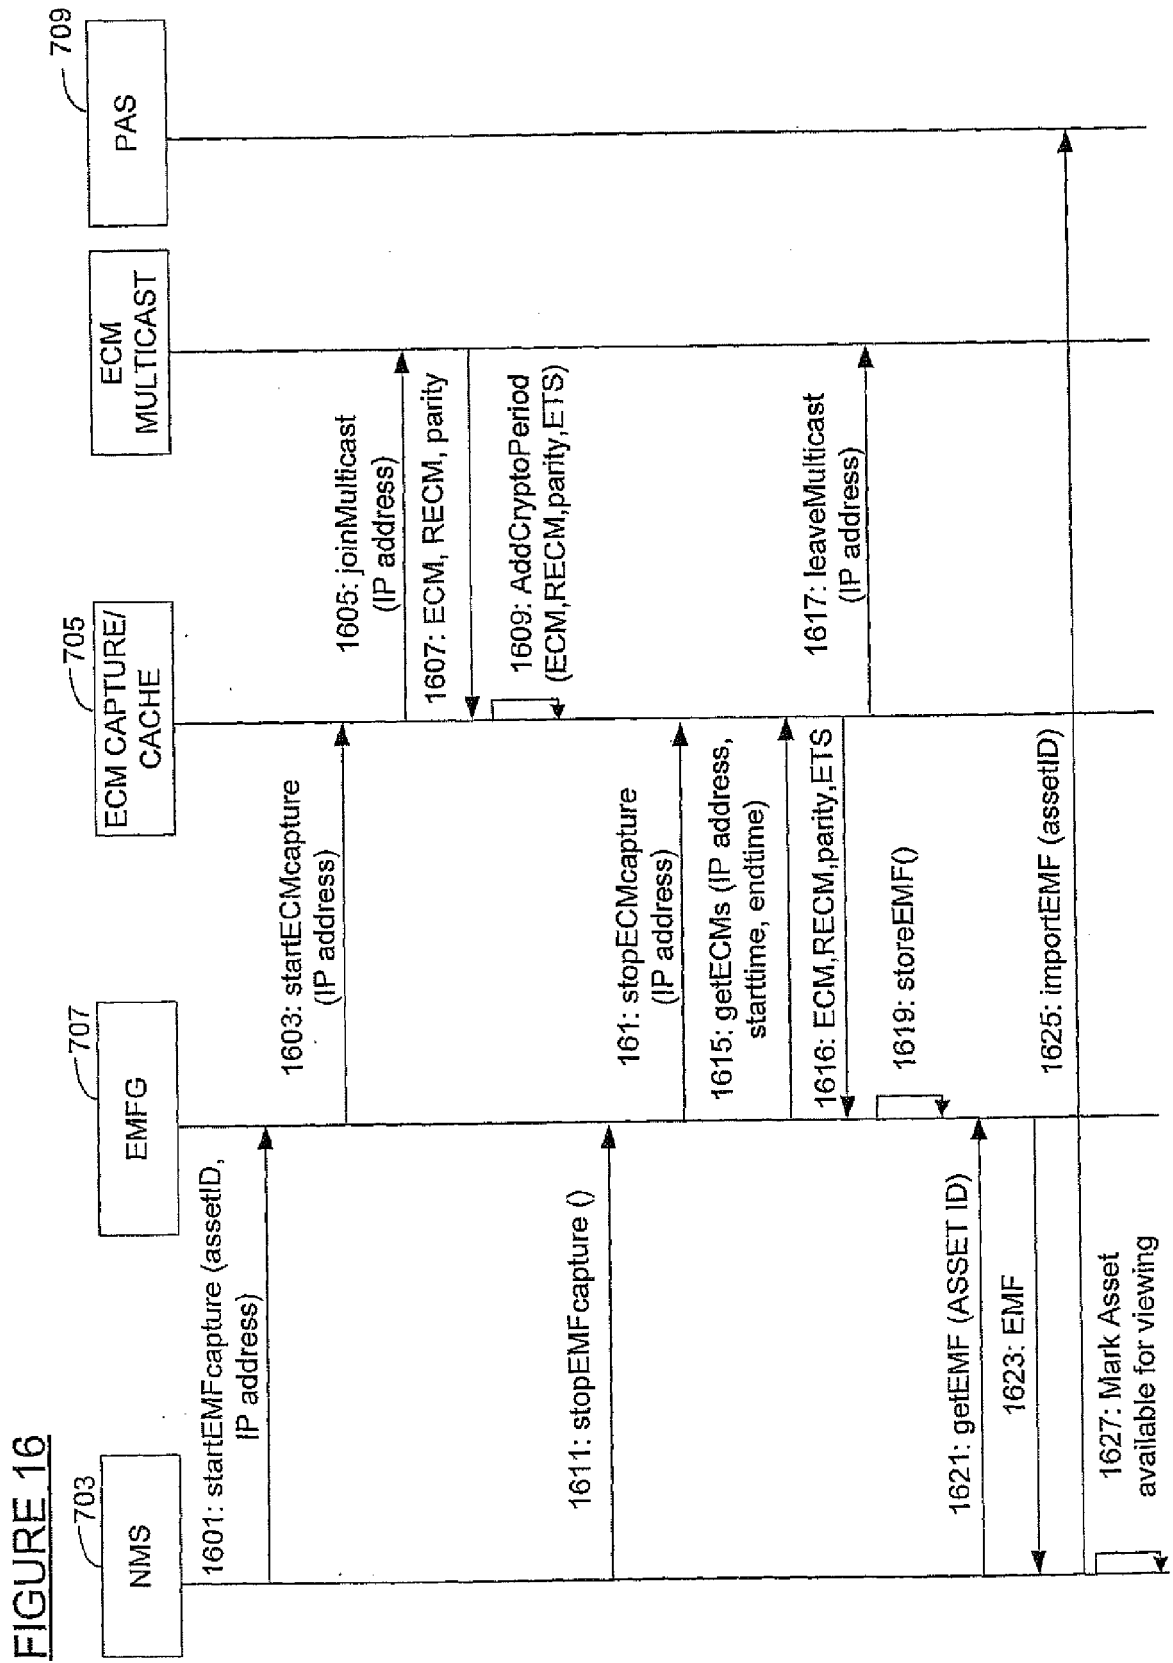 FIGURE 16
703
NMS
707
EMFG
705
ECM CAPTURE/
CACHE
ECM
MULTICAST
709
PAS
1601: startEMFcapture (assetID,
IP address)
1603: startECMcapture
(IP address)
1605: joinMulticast
(IP address)
1607: ECM, RECM, parity
1609: AddCryptoPeriod
(ECM,RECM,parity,ETS)
1611: stopEMFcapture ()
161: stopECMcapture
(IP address)
1615: getECMs (IP address,
starttime, endtime)
1616: ECM,RECM,parity,ETS
1617: leaveMulticast
(IP address)
1619: storeEMF()
1621: getEMF (ASSET ID)
1623: EMF
1625: importEMF (assetID)
1627: Mark Asset
available for viewing